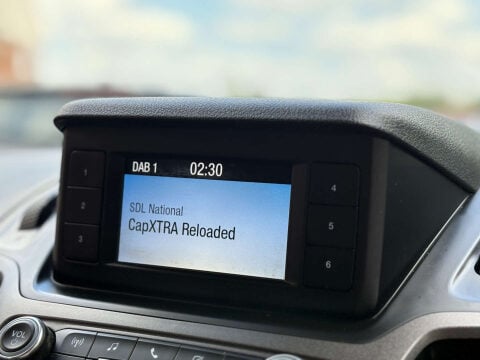 DAB 1 02:30
1
2
3
SDL National
CapXTRA Reloaded
4
5
6
VOL